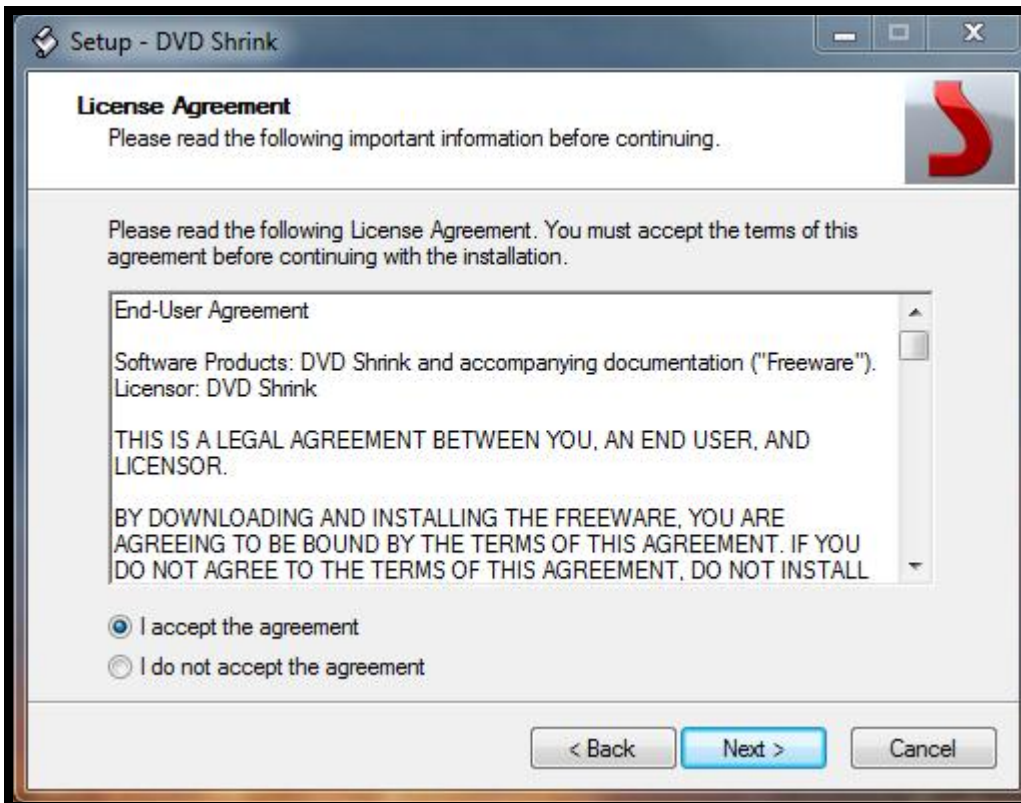 Setup - DVD Shrink
License Agreement
Please read the following important information before continuing.
Please read the following License Agreement. You must accept the terms of this
agreement before continuing with the installation.
End-User Agreement
Software Products: DVD Shrink and accompanying documentation ("Freeware").
Licensor: DVD Shrink
THIS IS A LEGAL AGREEMENT BETWEEN YOU, AN END USER, AND
LICENSOR.
BY DOWNLOADING AND INSTALLING THE FREEWARE, YOU ARE
AGREEING TO BE BOUND BY THE TERMS OF THIS AGREEMENT. IF YOU
DO NOT AGREE TO THE TERMS OF THIS AGREEMENT, DO NOT INSTALL
I accept the agreement
I do not accept the agreement
< Back Next > Cancel